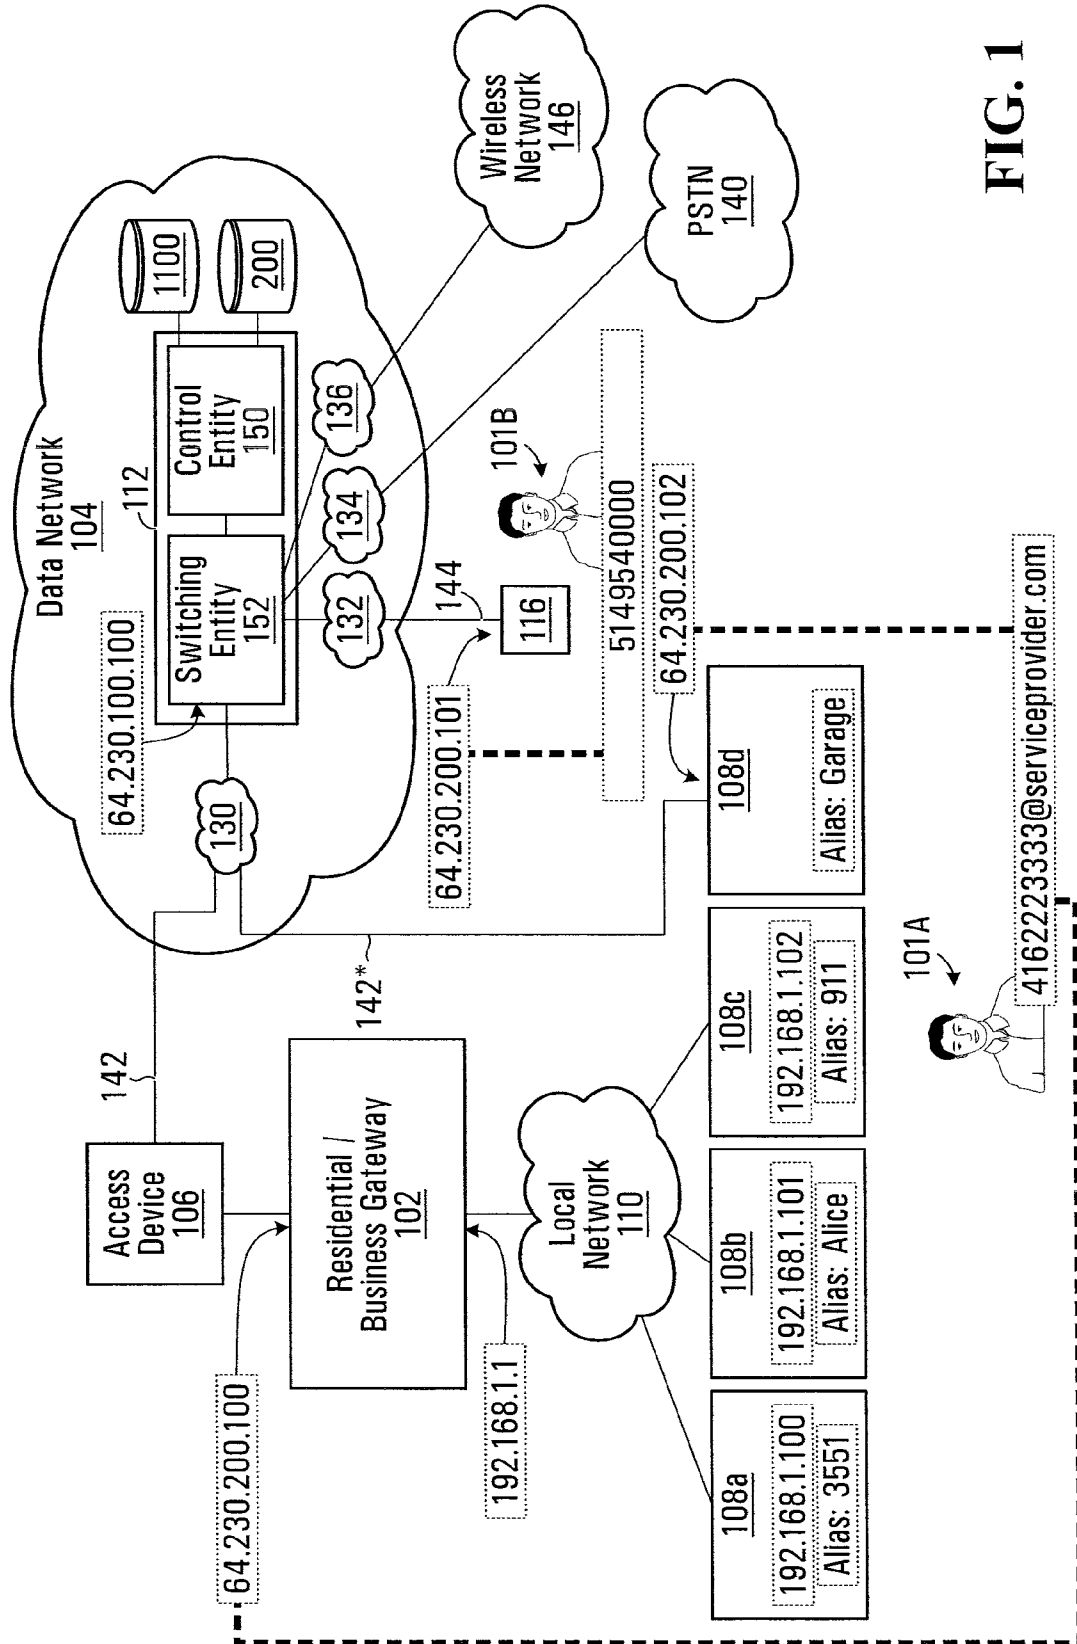 Data Network
104
64.230.100.100
112
Switching
Entity
152
Control
Entity
150
1100
200
130
132
134
136
Wireless
Network
146
PSTN
140
142
142*
144
Access
Device
106
64.230.200.100
Residential /
Business Gateway
102
192.168.1.1
Local
Network
110
64.230.200.101
116
101B
5149540000
64.230.200.102
108a
192.168.1.100
Alias: 3551
108b
192.168.1.101
Alias: Alice
108c
192.168.1.102
Alias: 911
108d
Alias: Garage
101A
4162223333@serviceprovider.com
FIG. 1